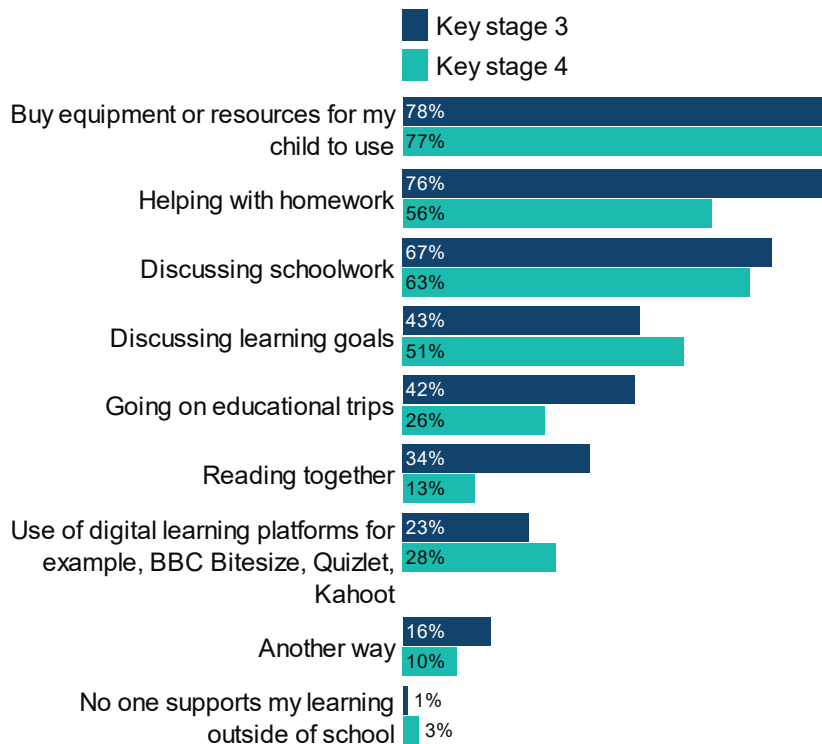 Key stage 3
Key stage 4
Buy equipment or resources for my
child to use
78%
77%
Helping with homework
76%
56%
Discussing schoolwork
67%
63%
Discussing learning goals
43%
51%
Going on educational trips
42%
26%
Reading together
34%
13%
Use of digital learning platforms for
example, BBC Bitesize, Quizlet,
Kahoot
23%
28%
Another way
16%
10%
No one supports my learning
outside of school
1%
3%